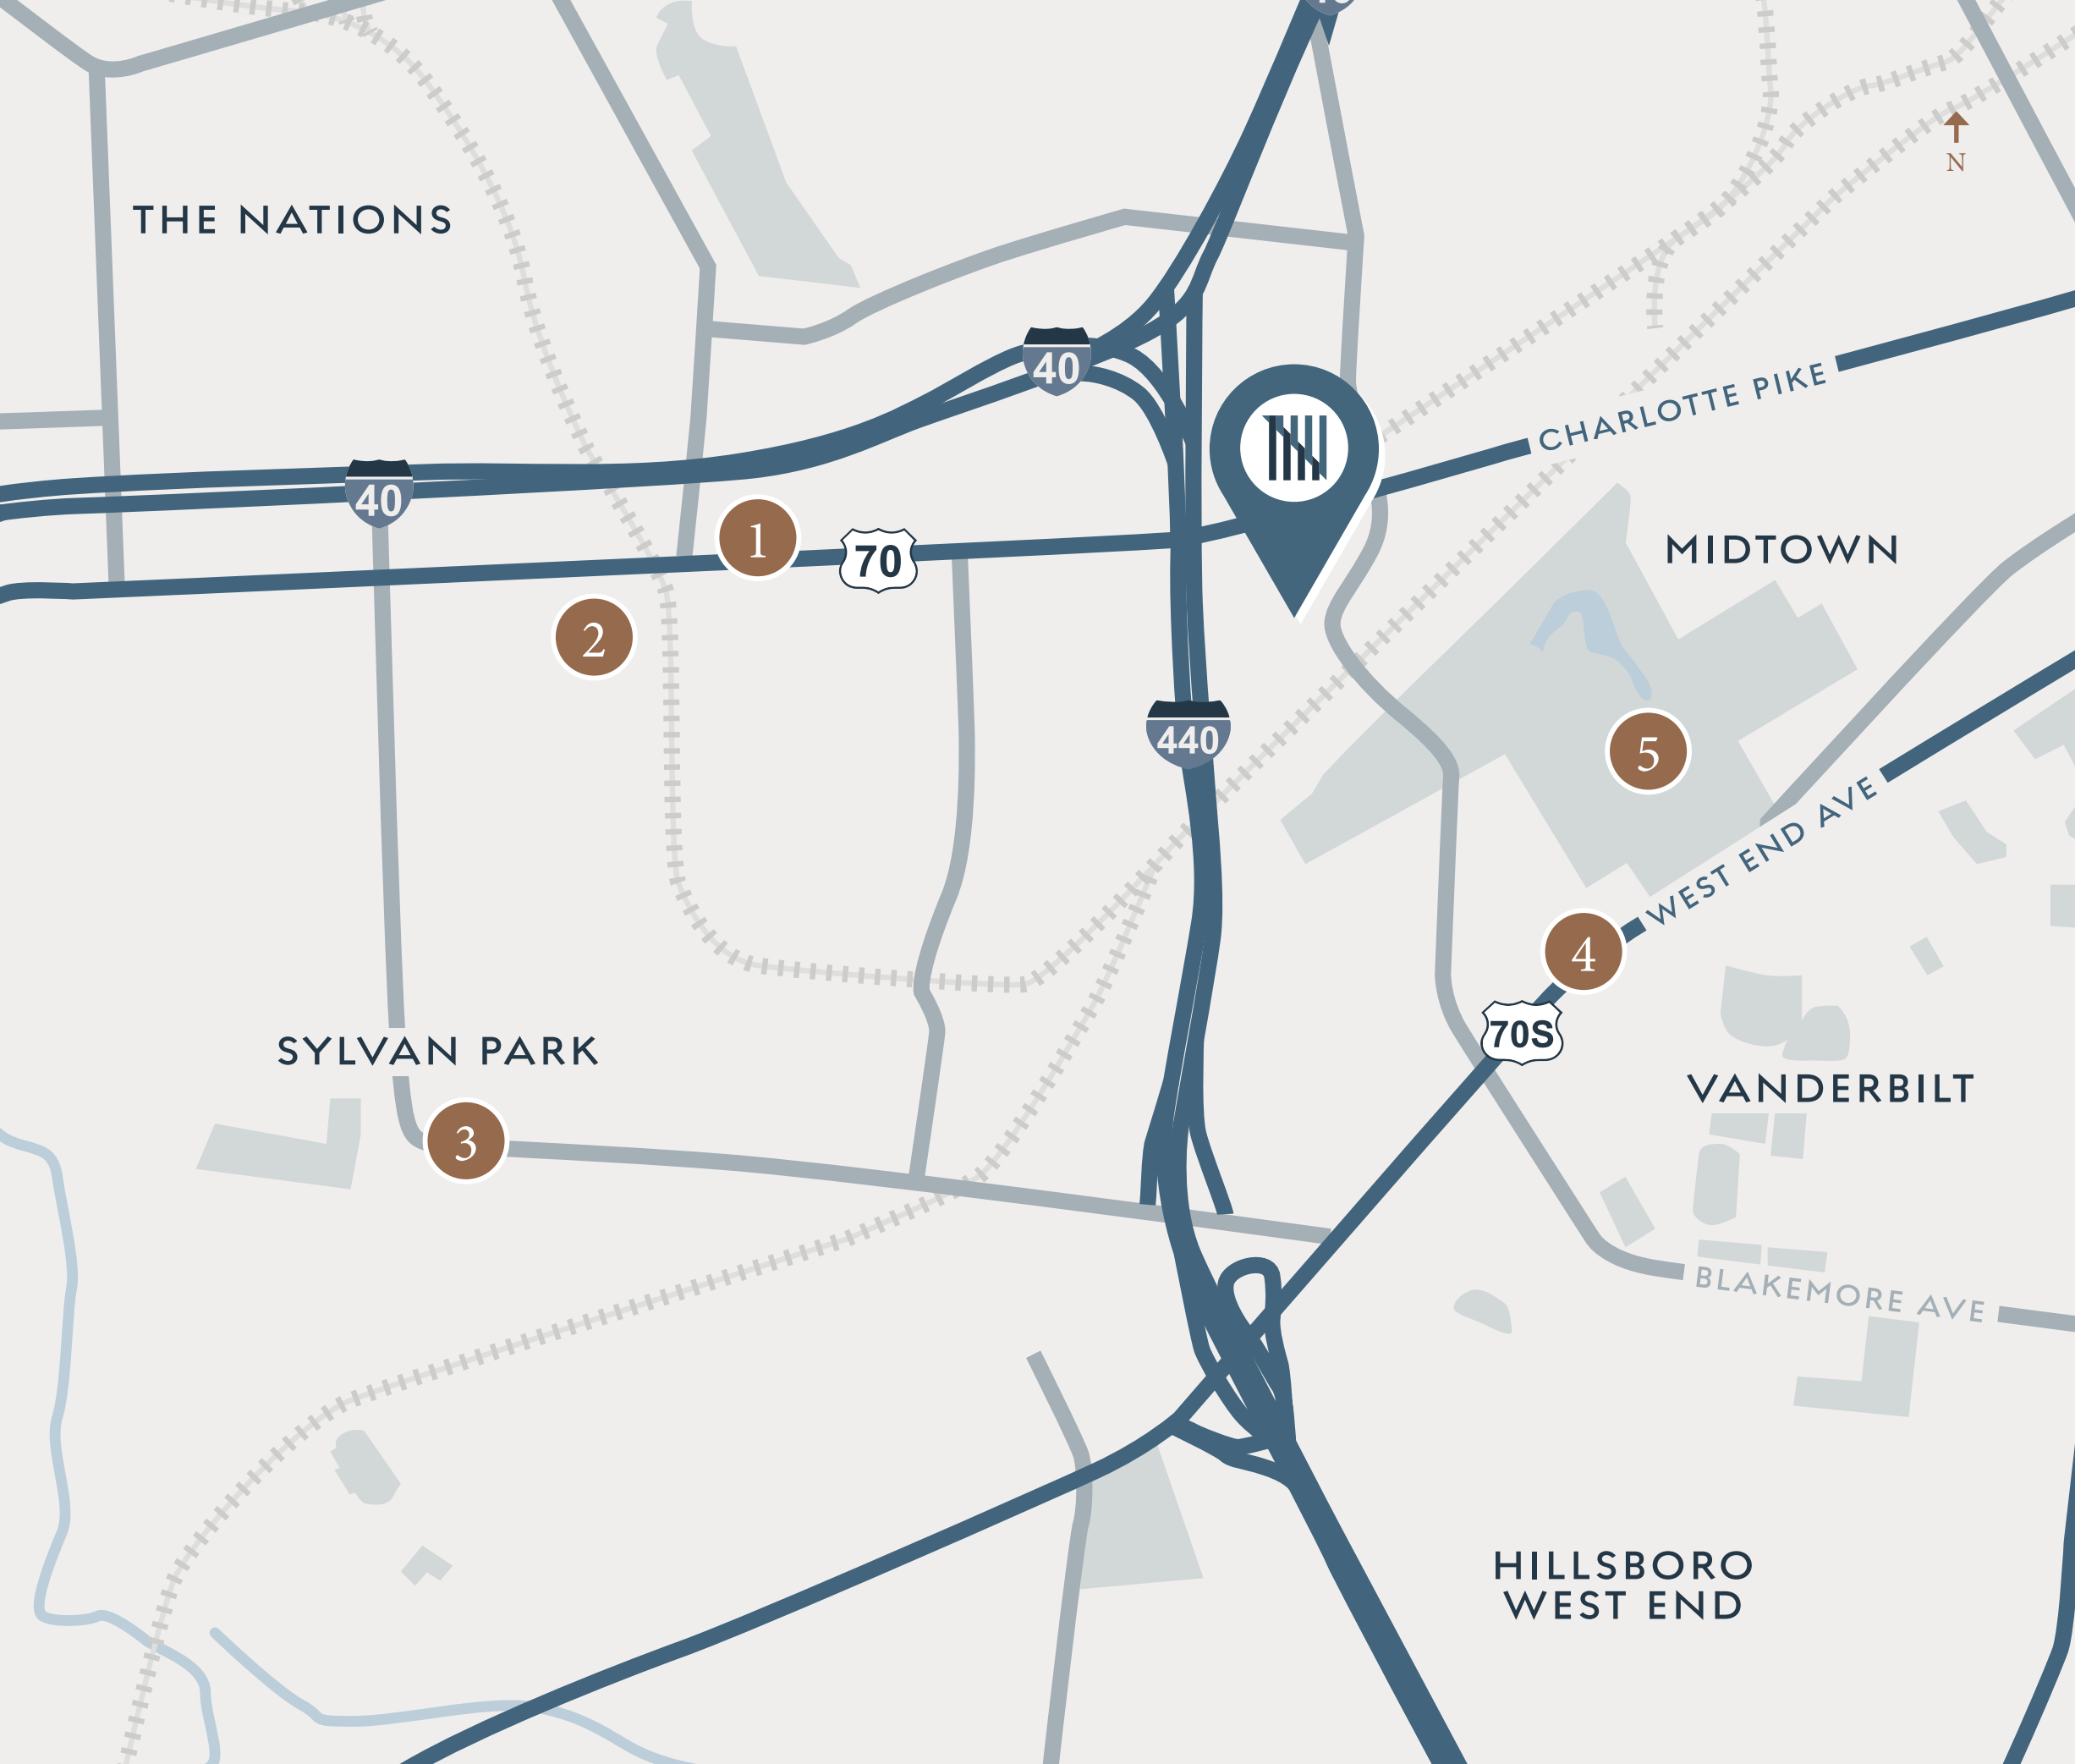 N
THE NATIONS
40
CHARLOTTE PIKE
40
1
70
MIDTOWN
2
440
5
WEST END AVE
4
70S
SYLVAN PARK
VANDERBILT
3
BLAKEMORE AVE
HILLSBORO
WEST END